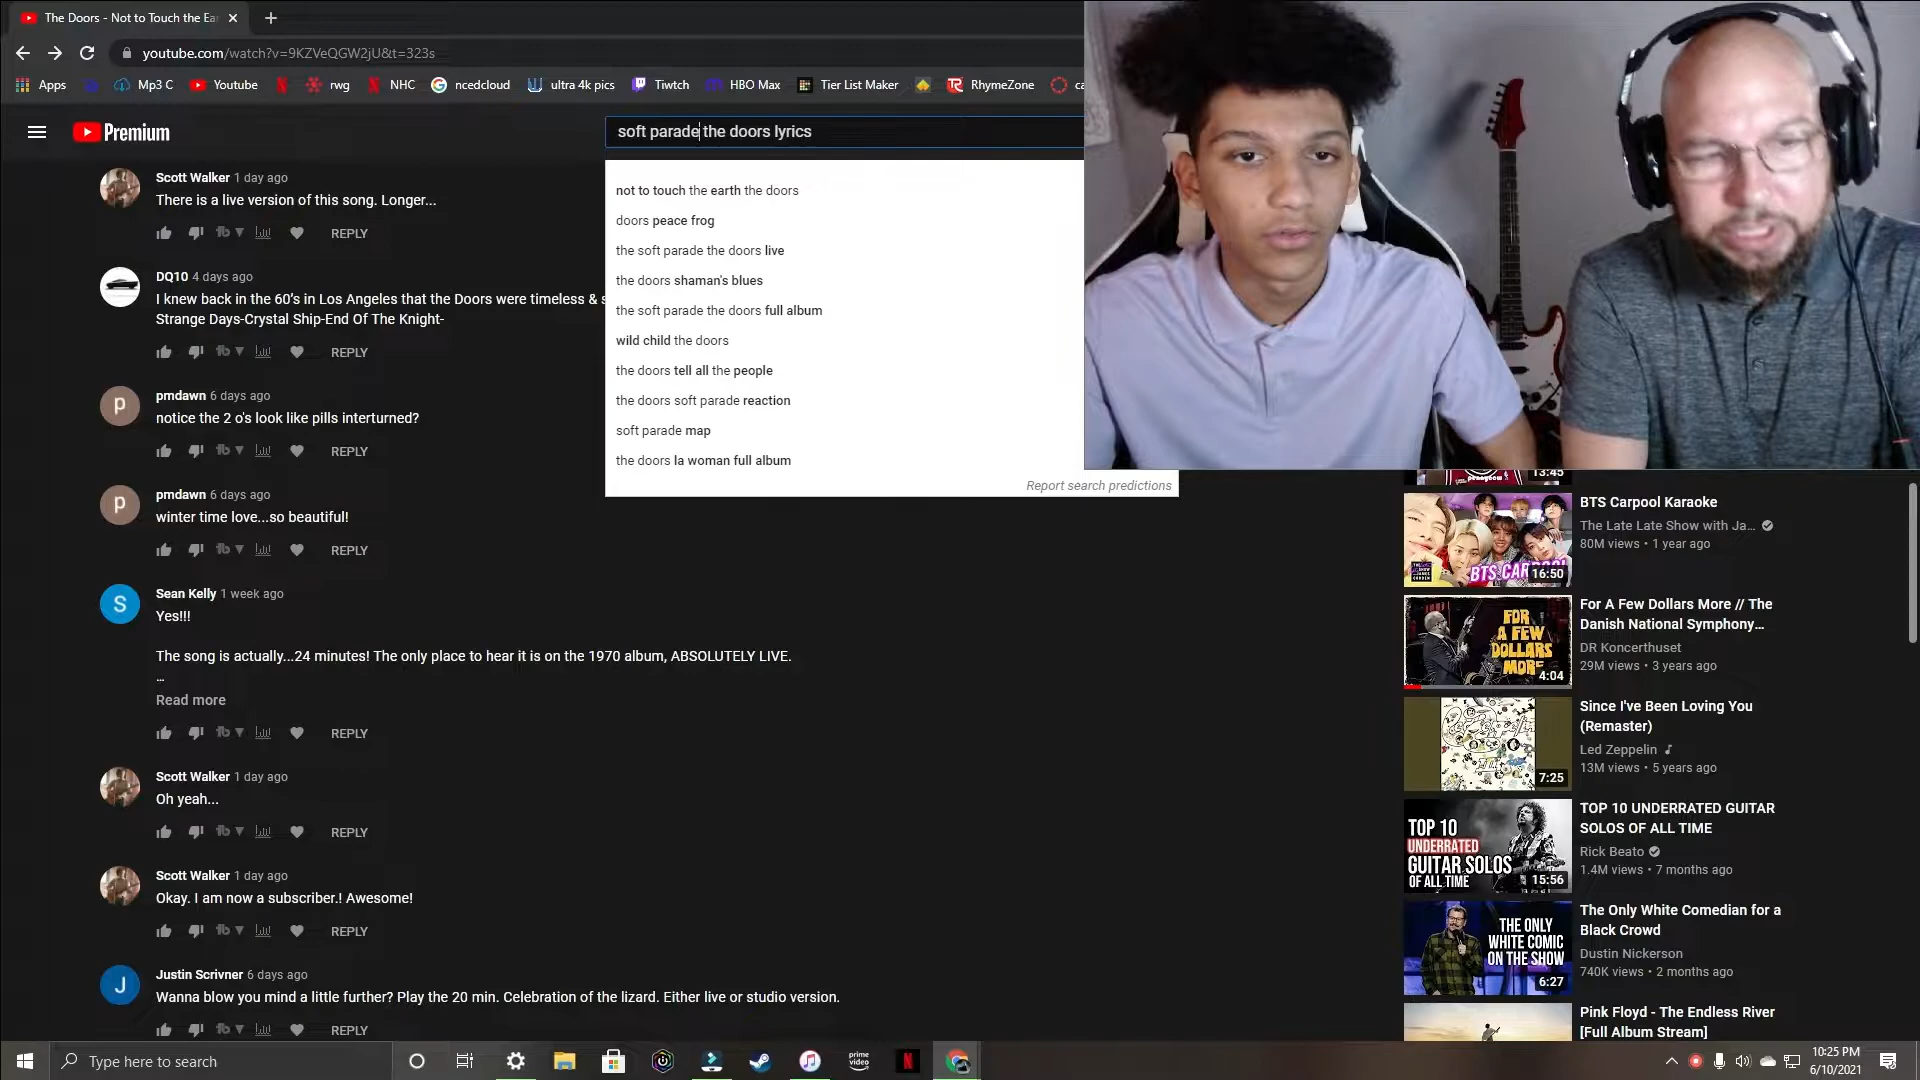 The Doors - Not to Touch the Ea
youtube.com/watch?v=9KZVeQGW2jU&t=323s
Apps
Mp3 C
Youtube
rwg
NHC
ncedcloud
ultra 4k pics
Tiwtch
HBO Max
Tier List Maker
RhymeZone
ca
Premium
soft parade the doors lyrics
not to touch the earth the doors
doors peace frog
the soft parade the doors live
the doors shaman's blues
the soft parade the doors full album
wild child the doors
the doors tell all the people
the doors soft parade reaction
soft parade map
the doors la woman full album
Report search predictions
Scott Walker 1 day ago
There is a live version of this song. Longer...
REPLY
DQ10 4 days ago
I knew back in the 60's in Los Angeles that the Doors were timeless & s
Strange Days-Crystal Ship-End Of The Knight-
REPLY
pmdawn 6 days ago
notice the 2 o's look like pills interturned?
REPLY
pmdawn 6 days ago
winter time love...so beautiful!
REPLY
Sean Kelly 1 week ago
Yes!!!
The song is actually...24 minutes! The only place to hear it is on the 1970 album, ABSOLUTELY LIVE.
...
Read more
REPLY
Scott Walker 1 day ago
Oh yeah...
REPLY
Scott Walker 1 day ago
Okay. I am now a subscriber.! Awesome!
REPLY
Justin Scrivner 6 days ago
Wanna blow you mind a little further? Play the 20 min. Celebration of the lizard. Either live or studio version.
REPLY
13:45
BTS CAR
16:50
BTS Carpool Karaoke
The Late Late Show with Ja...
80M views • 1 year ago
FOR
A FEW
DOLLARS
MORE
4:04
For A Few Dollars More // The
Danish National Symphony...
DR Koncerthuset
29M views • 3 years ago
7:25
Since I've Been Loving You
(Remaster)
Led Zeppelin
13M views • 5 years ago
TOP 10
UNDERRATED
GUITAR SOLOS
OF ALL TIME
15:56
TOP 10 UNDERRATED GUITAR
SOLOS OF ALL TIME
Rick Beato
1.4M views • 7 months ago
THE ONLY
WHITE COMIC
ON THE SHOW
6:27
The Only White Comedian for a
Black Crowd
Dustin Nickerson
740K views • 2 months ago
Pink Floyd - The Endless River
[Full Album Stream]
Type here to search
prime video
10:25 PM
6/10/2021